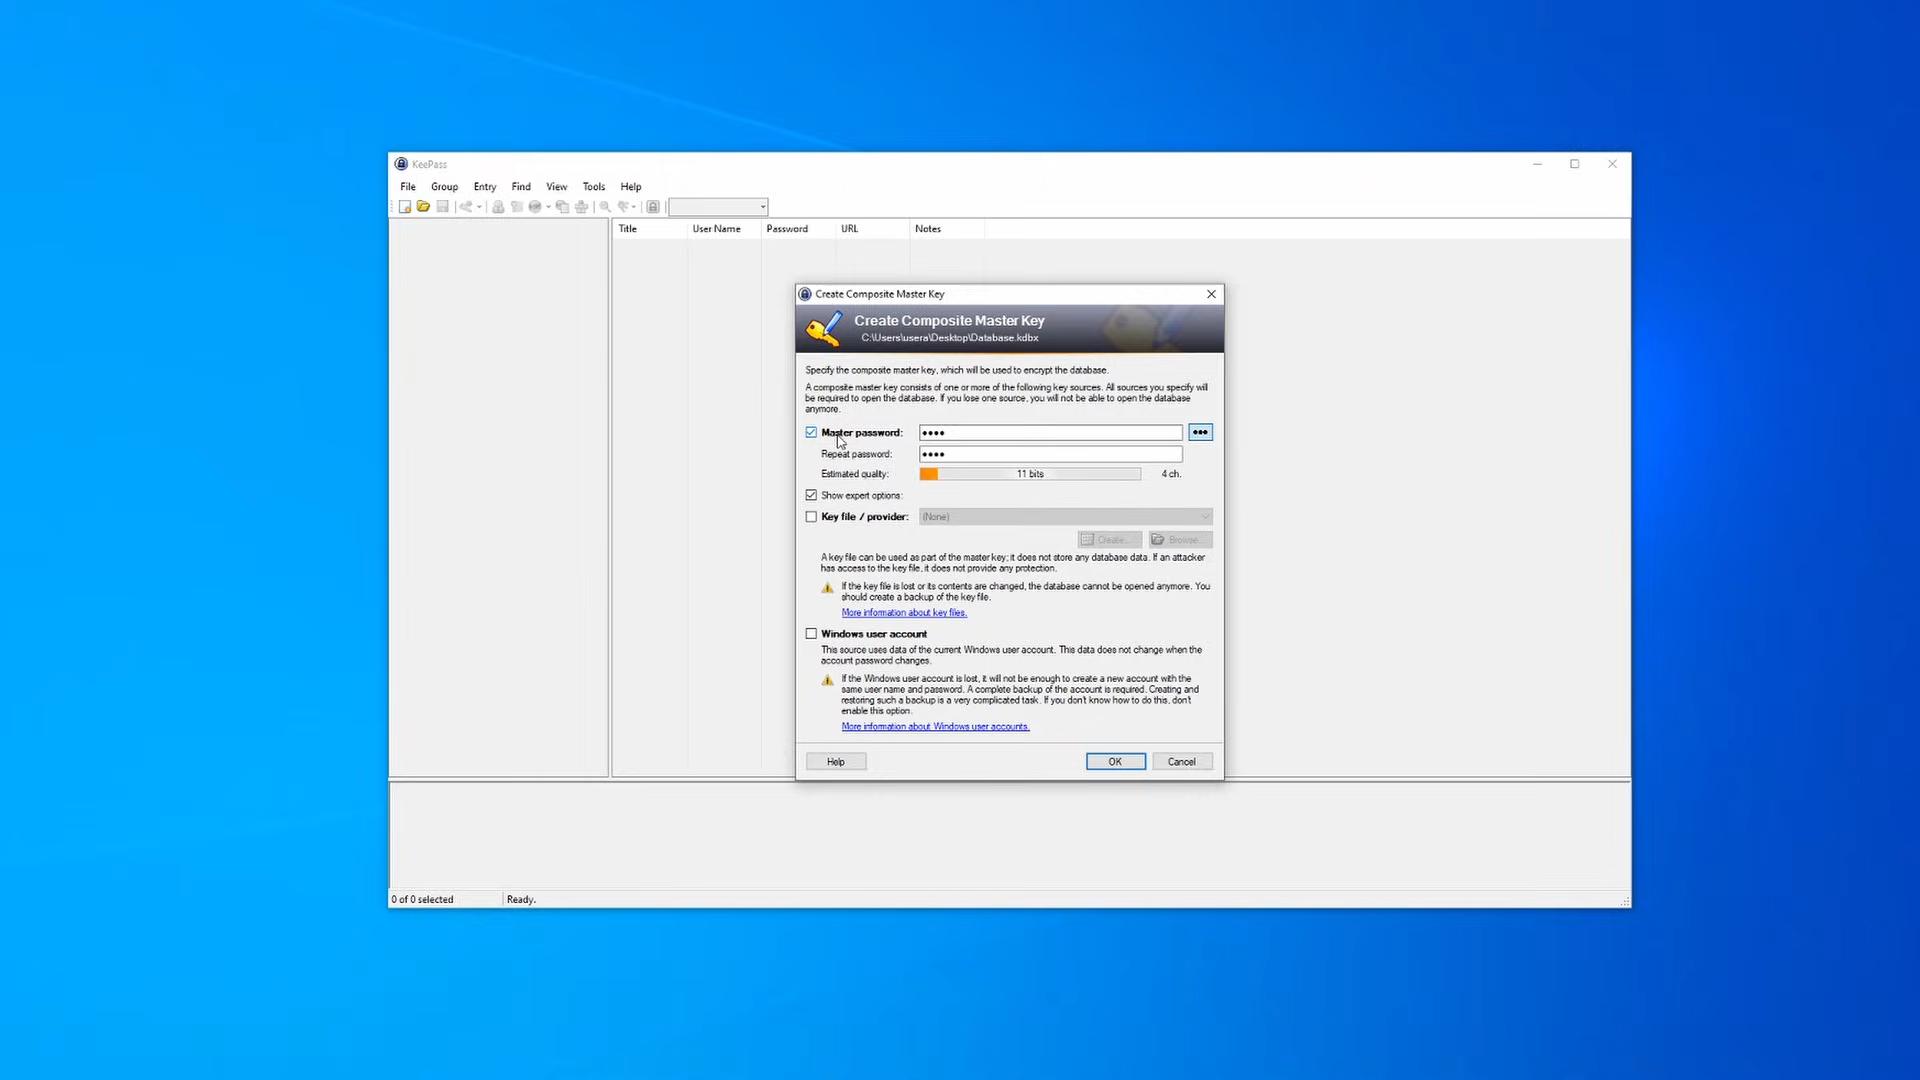 KeePass
File Group Entry Find View Tools Help
Title User Name Password URL Notes
Create Composite Master Key
Create Composite Master Key
C:\Users\usera\Desktop\Database.kdbx
Specify the composite master key, which will be used to encrypt the database.
A composite master key consists of one or more of the following key sources. All sources you specify will
be required to open the database. If you lose one source, you will not be able to open the database
anymore.
Master password: ●●●●
Repeat password: ●●●●
Estimated quality: 11 bits 4 ch.
Show expert options:
Key file / provider: (None)
Create... Browse...
A key file can be used as part of the master key; it does not store any database data. If an attacker
has access to the key file, it does not provide any protection.
If the key file is lost or its contents are changed, the database cannot be opened anymore. You
should create a backup of the key file.
More information about key files.
Windows user account
This source uses data of the current Windows user account. This data does not change when the
account password changes.
If the Windows user account is lost, it will not be enough to create a new account with the
same user name and password. A complete backup of the account is required. Creating and
restoring such a backup is a very complicated task. If you don't know how to do this, don't
enable this option.
More information about Windows user accounts.
Help OK Cancel
0 of 0 selected Ready.